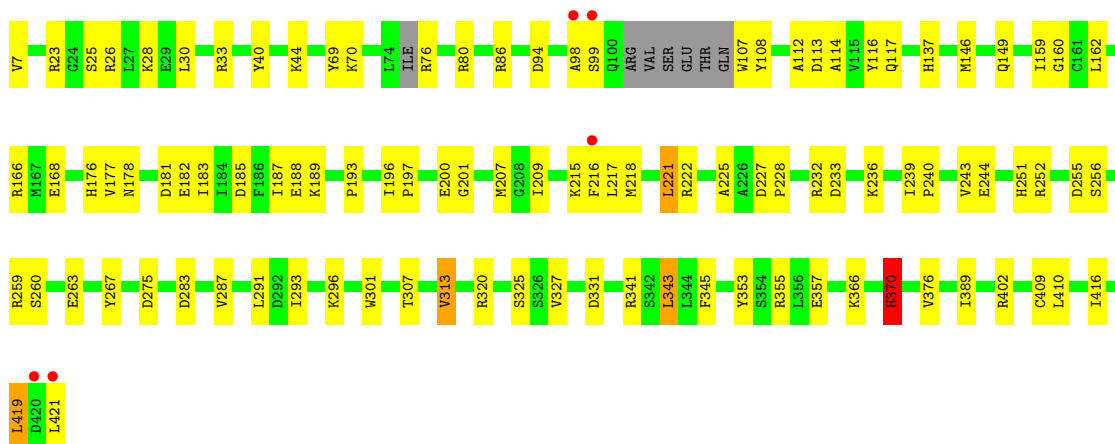 V7 R23 G24 S25 R26 L27 K28 E29 L30 R33 Y40 K44 Y69 K70 L74 ILE R76 R80 R86 D94 A98 S99 Q100 ARG VAL SER GLU THR GLN W107 Y108 A112 D113 A114 V115 Y116 Q117 H137 M146 Q149 I159 G160 C161 L162
R166 M167 E168 H176 V177 N178 D181 E182 I183 I184 D185 F186 I187 E188 K189 P193 I196 P197 E200 G201 M207 G208 I209 K215 F216 L217 M218 L221 R222 A225 A226 D227 P228 R232 D233 K236 I239 P240 V243 E244 H251 R252 D255 S256
R259 S260 E263 Y267 D275 D283 V287 L291 D292 I293 K296 W301 T307 V313 R320 S325 S326 V327 D331 R341 S342 L343 L344 F345 Y353 S354 R355 L356 E357 K366 H370 V376 I389 R402 C409 L410 I416
L419 D420 L421